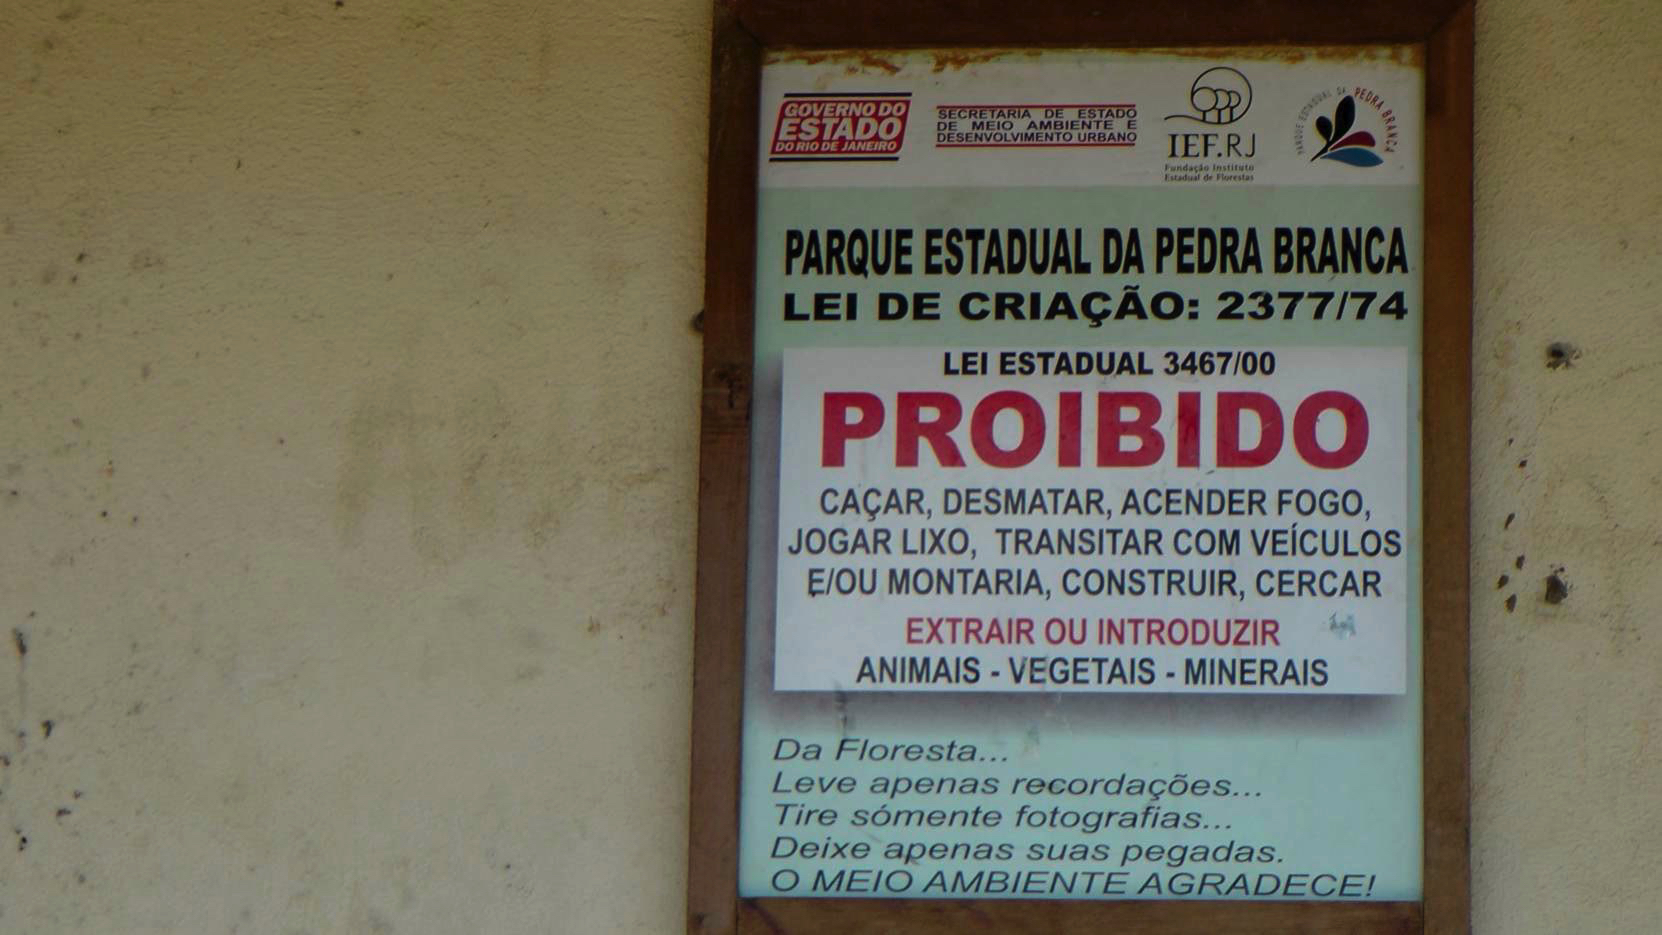 GOVERNO DO
ESTADO
DO RIO DE JANEIRO
SECRETARIA DE ESTADO
DE MEIO AMBIENTE E
DESENVOLVIMENTO URBANO
IEF.RJ
Fundação Instituto
Estadual de Florestas
PARQUE ESTADUAL DA PEDRA BRANCA
PARQUE ESTADUAL DA PEDRA BRANCA
LEI DE CRIAÇÃO: 2377/74
LEI ESTADUAL 3467/00
PROIBIDO
CAÇAR, DESMATAR, ACENDER FOGO,
JOGAR LIXO, TRANSITAR COM VEÍCULOS
E/OU MONTARIA, CONSTRUIR, CERCAR
EXTRAIR OU INTRODUZIR
ANIMAIS - VEGETAIS - MINERAIS
Da Floresta...
Leve apenas recordações...
Tire sómente fotografias...
Deixe apenas suas pegadas.
O MEIO AMBIENTE AGRADECE!